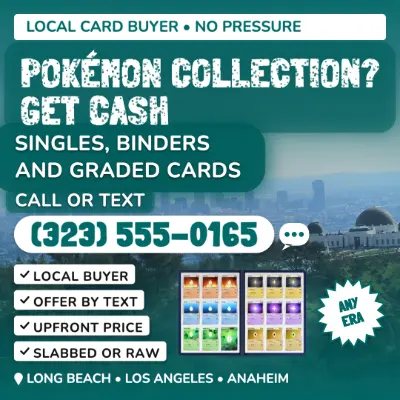 LOCAL CARD BUYER • NO PRESSURE
POKÉMON COLLECTION?
GET CASH
SINGLES, BINDERS
AND GRADED CARDS
CALL OR TEXT
(323) 555-0165
✓ LOCAL BUYER
✓ OFFER BY TEXT
✓ UPFRONT PRICE
✓ SLABBED OR RAW
ANY
ERA
LONG BEACH • LOS ANGELES • ANAHEIM